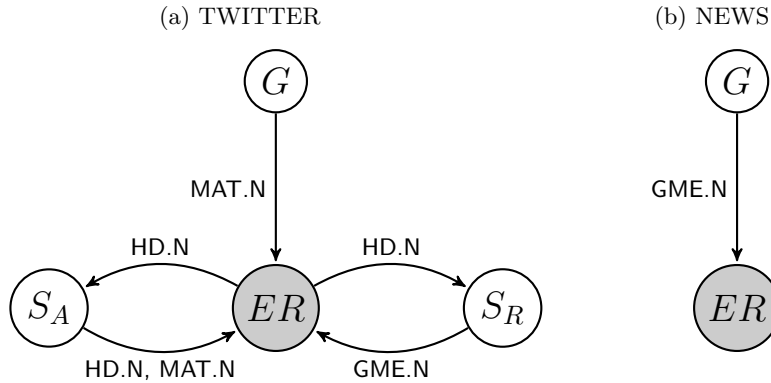 (a) TWITTER
(b) NEWS
G
G
MAT.N
GME.N
HD.N
HD.N
S_A
ER
S_R
ER
HD.N, MAT.N
GME.N